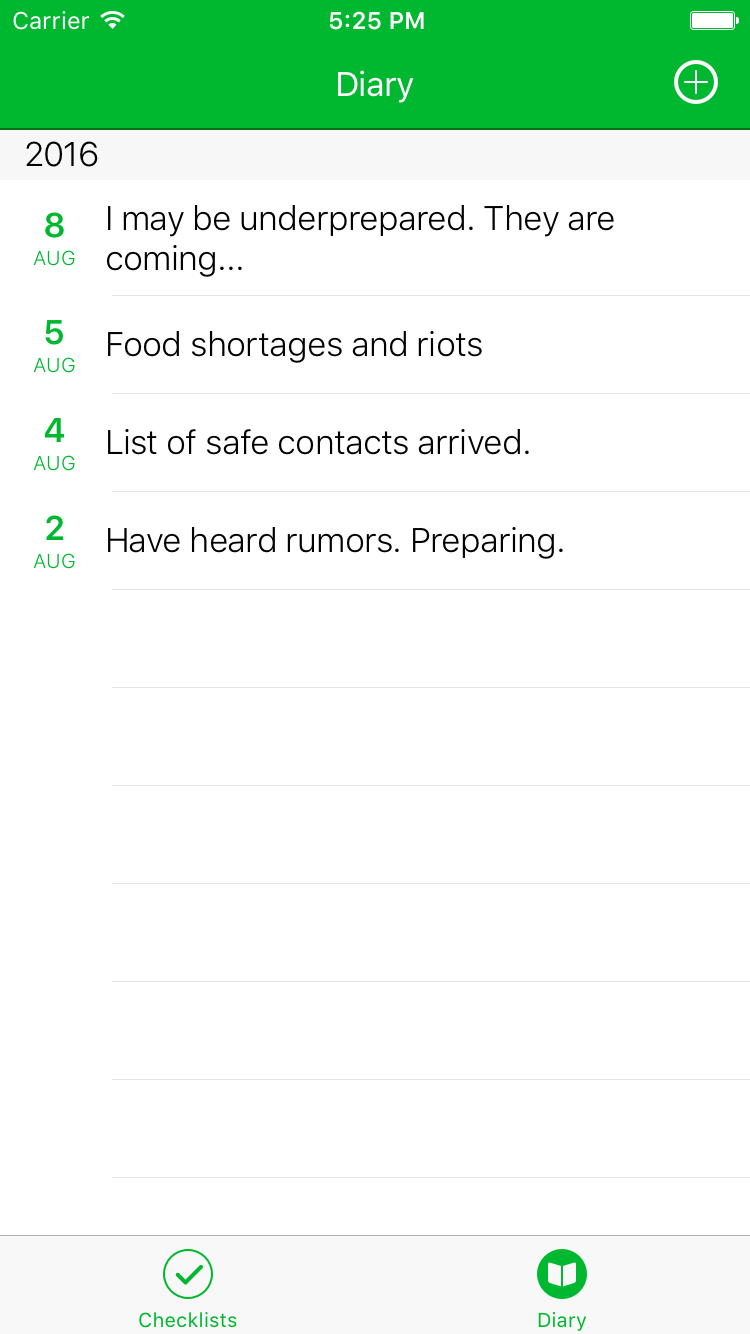 Carrier 5:25 PM
Diary
2016
8
AUG
I may be underprepared. They are
coming...
5
AUG
Food shortages and riots
4
AUG
List of safe contacts arrived.
2
AUG
Have heard rumors. Preparing.
Checklists Diary